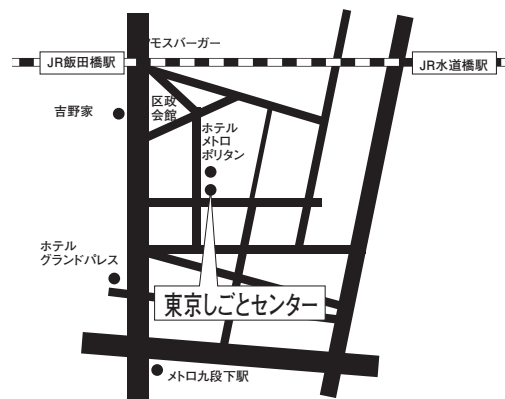 モスバーガー
JR飯田橋駅
JR水道橋駅
吉野家
区政
会館
ホテル
メトロ
ポリタン
ホテル
グランドパレス
東京しごとセンター
メトロ九段下駅